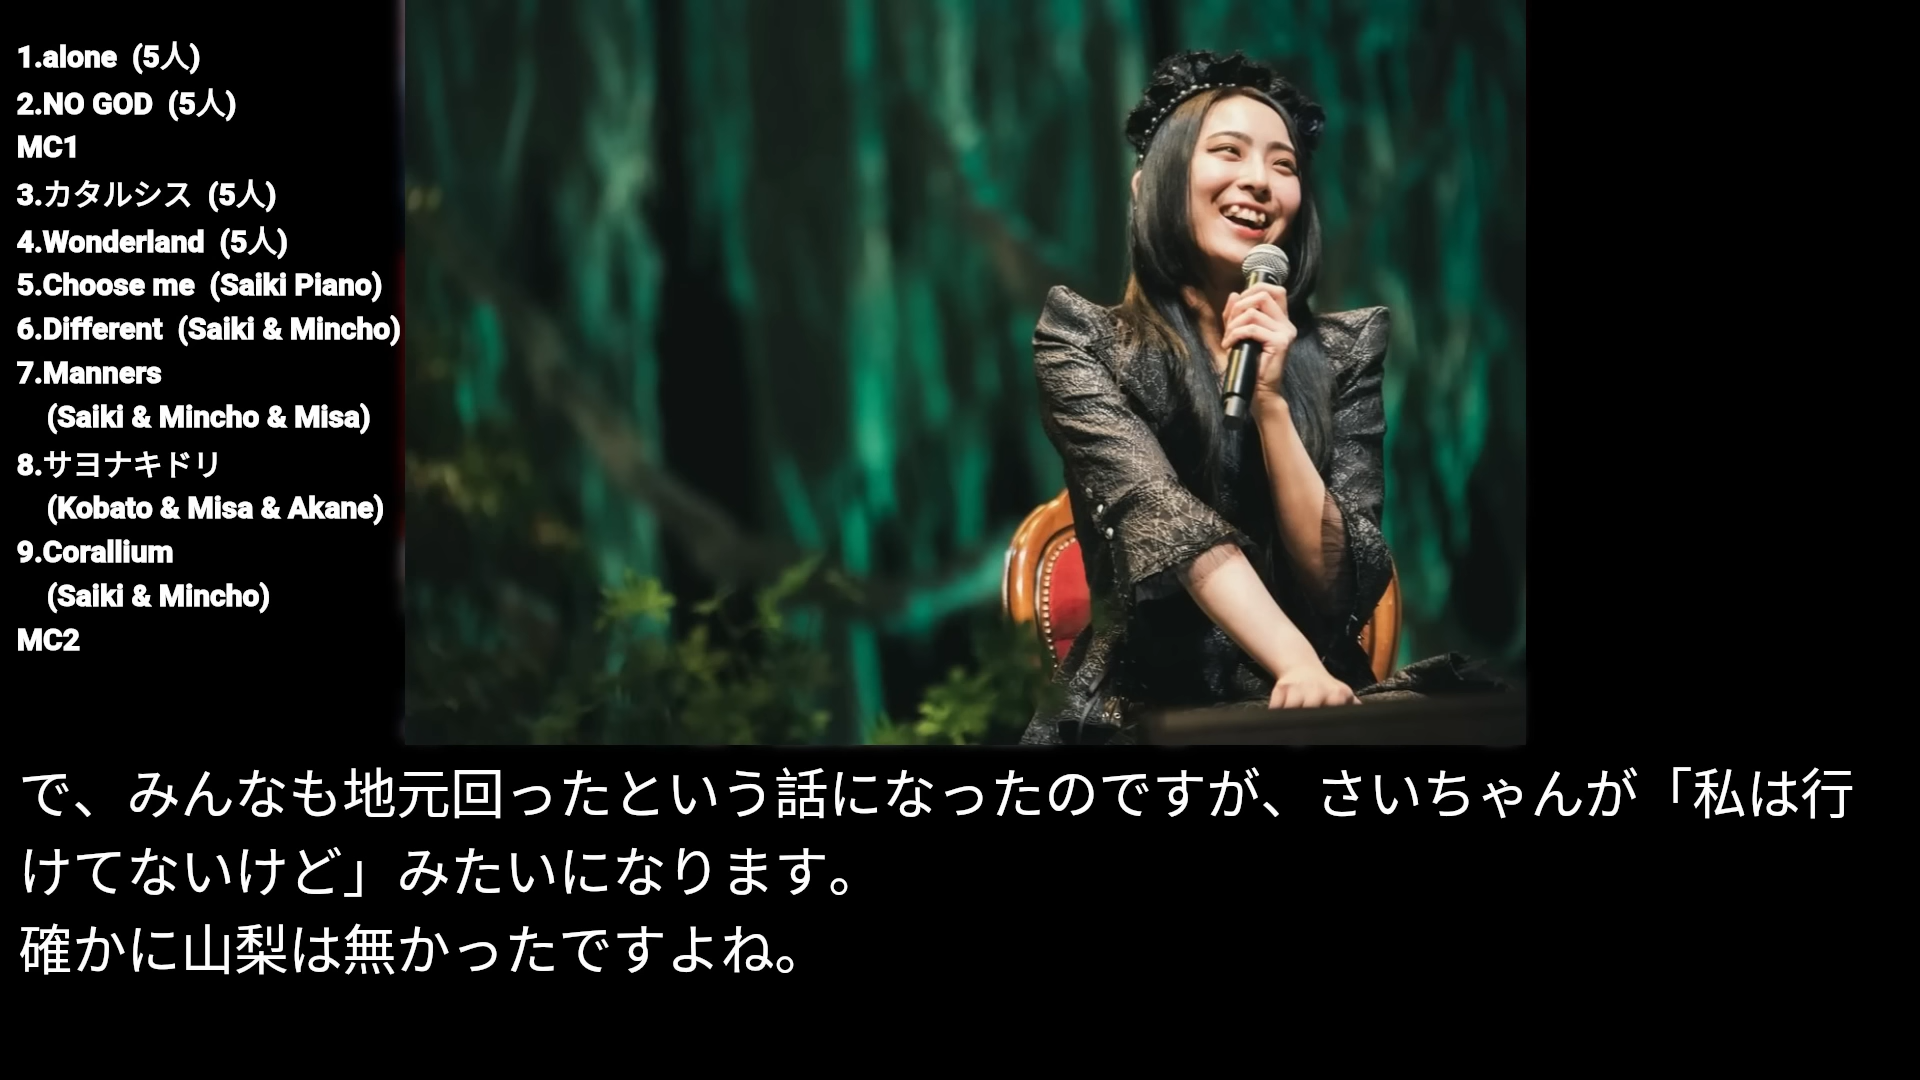 1.alone (5人)
2.NO GOD (5人)
MC1
3.カタルシス (5人)
4.Wonderland (5人)
5.Choose me (Saiki Piano)
6.Different (Saiki & Mincho)
7.Manners
(Saiki & Mincho & Misa)
8.サヨナキドリ
(Kobato & Misa & Akane)
9.Corallium
(Saiki & Mincho)
MC2
で、みんなも地元回ったという話になったのですが、さいちゃんが「私は行
けてないけど」みたいになります。
確かに山梨は無かったですよね。